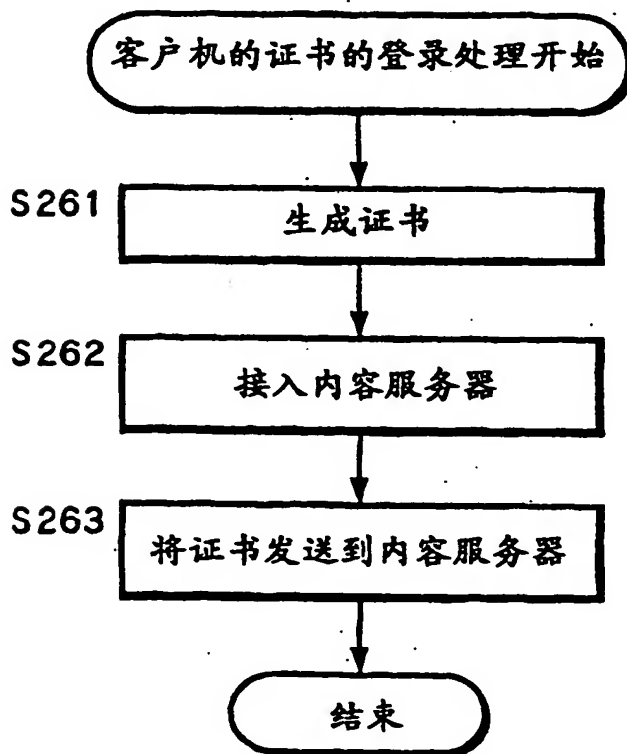 客户机的证书的登录处理开始
S261
生成证书
S262
接入内容服务器
S263
将证书发送到内容服务器
结束